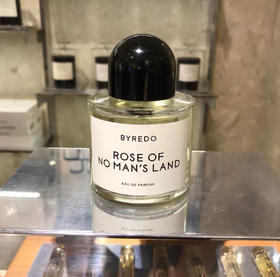 BYREDO
ROSE OF
NO MAN'S LAND
EAU DE PARFUM